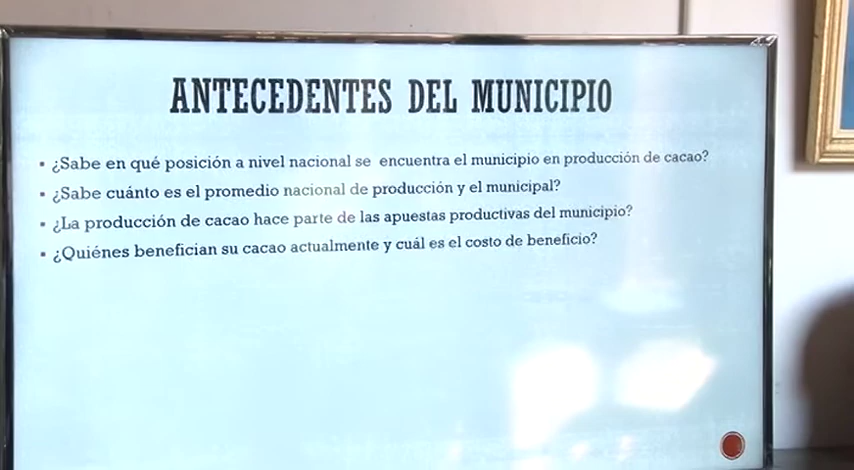 ANTECEDENTES DEL MUNICIPIO
▪ ¿Sabe en qué posición a nivel nacional se encuentra el municipio en producción de cacao?
▪ ¿Sabe cuánto es el promedio nacional de producción y el municipal?
▪ ¿La producción de cacao hace parte de las apuestas productivas del municipio?
▪ ¿Quiénes benefician su cacao actualmente y cuál es el costo de beneficio?